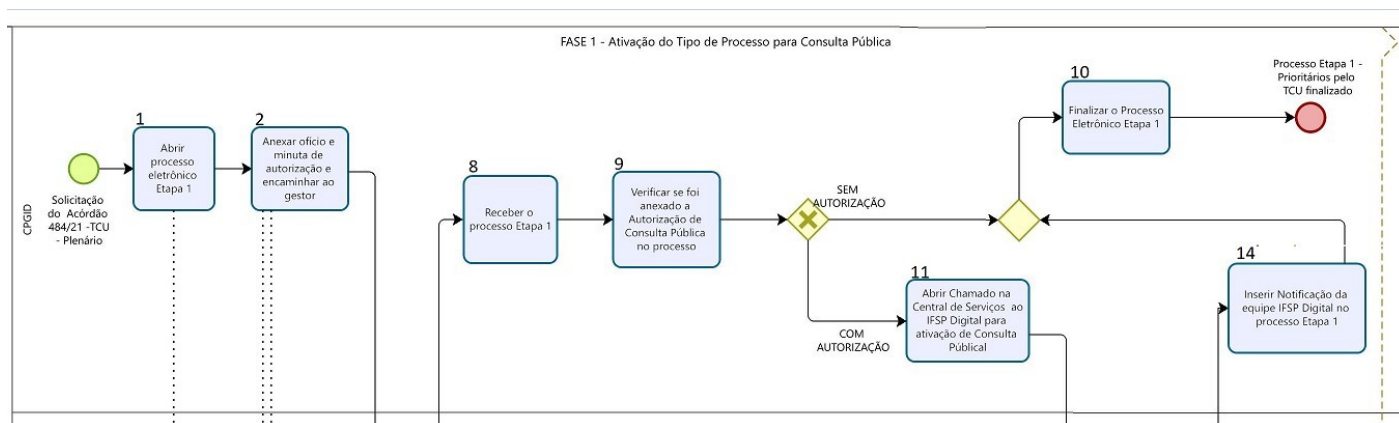 FASE 1 - Ativação do Tipo de Processo para Consulta Pública
CPGID
Solicitação
do Acórdão
484/21 -TCU
- Plenário
1
Abrir
processo
eletrônico
Etapa 1
2
Anexar ofício e
minuta de
autorização e
encaminhar ao
gestor
8
Receber o
processo Etapa 1
9
Verificar se foi
anexado a
Autorização de
Consulta Pública
no processo
SEM
AUTORIZAÇÃO
COM
AUTORIZAÇÃO
10
Finalizar o Processo
Eletrônico Etapa 1
Processo Etapa 1 -
Prioritários pelo
TCU finalizado
11
Abrir Chamado na
Central de Serviços ao
IFSP Digital para
ativação de Consulta
Públical
14
Inserir Notificação da
equipe IFSP Digital no
processo Etapa 1